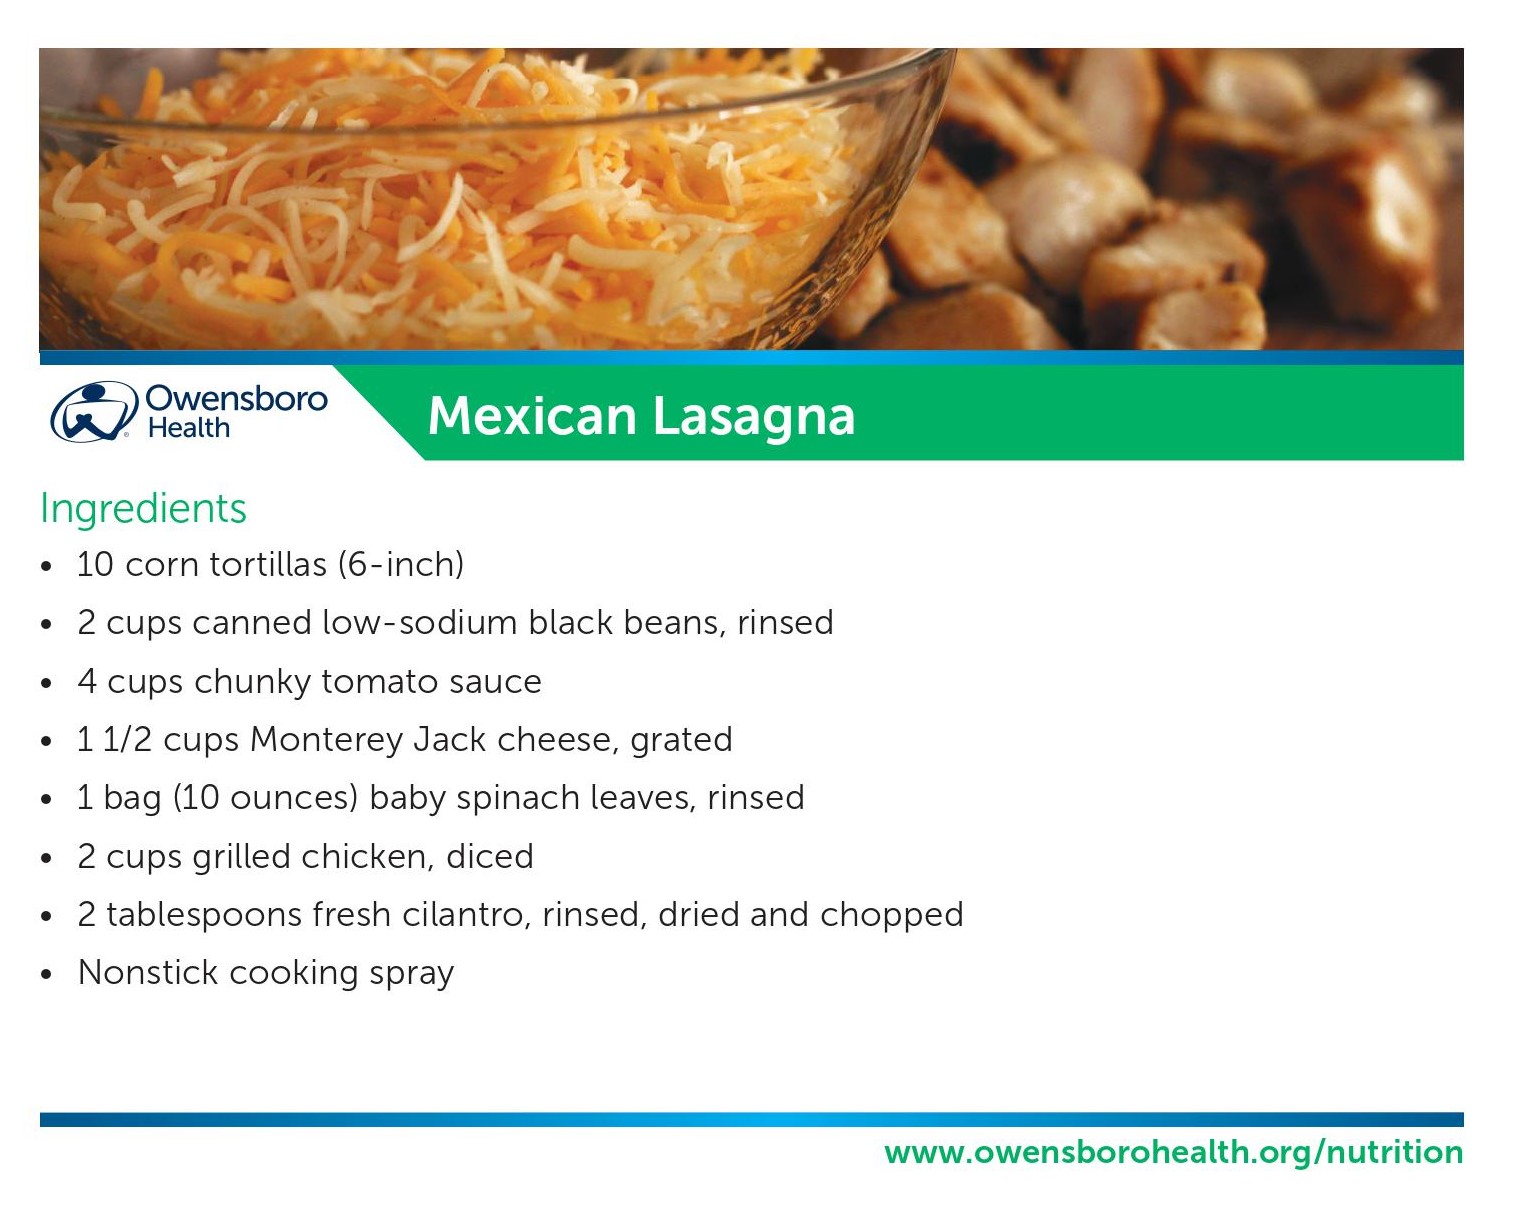 Owensboro
Health
Mexican Lasagna
Ingredients
• 10 corn tortillas (6-inch)
• 2 cups canned low-sodium black beans, rinsed
• 4 cups chunky tomato sauce
• 1 1/2 cups Monterey Jack cheese, grated
• 1 bag (10 ounces) baby spinach leaves, rinsed
• 2 cups grilled chicken, diced
• 2 tablespoons fresh cilantro, rinsed, dried and chopped
• Nonstick cooking spray
www.owensborohealth.org/nutrition